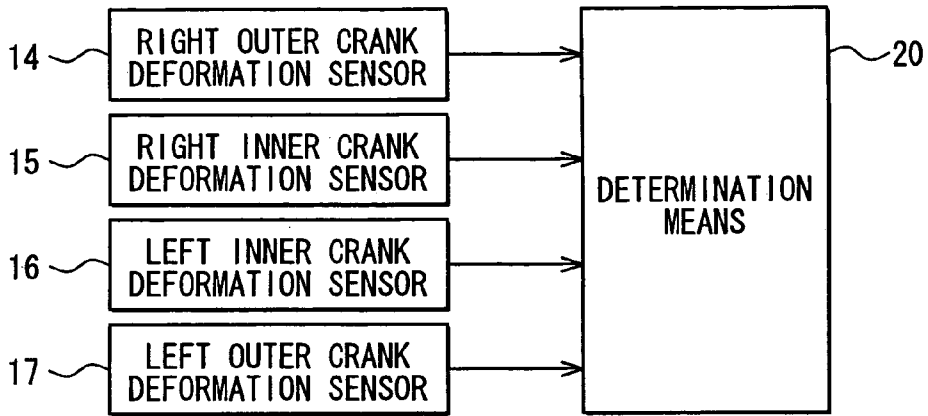 14
RIGHT OUTER CRANK
DEFORMATION SENSOR
15
RIGHT INNER CRANK
DEFORMATION SENSOR
16
LEFT INNER CRANK
DEFORMATION SENSOR
17
LEFT OUTER CRANK
DEFORMATION SENSOR
DETERMINATION
MEANS
20